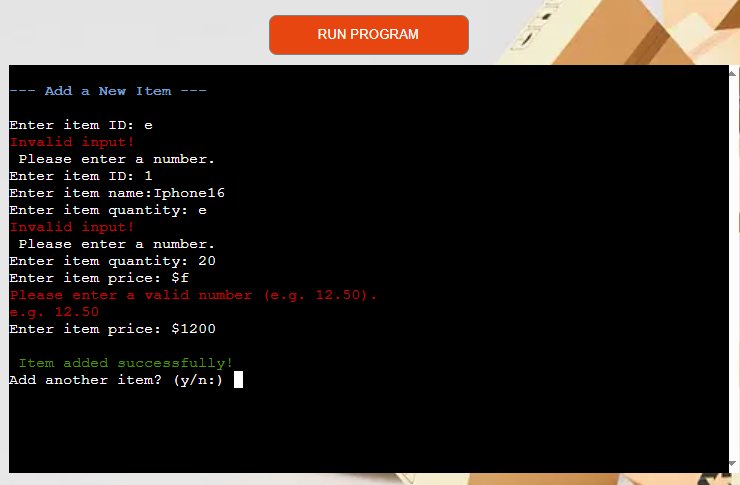 RUN PROGRAM
--- Add a New Item ---
Enter item ID: e
Invalid input!
Please enter a number.
Enter item ID: 1
Enter item name:Iphone16
Enter item quantity: e
Invalid input!
Please enter a number.
Enter item quantity: 20
Enter item price: $f
Please enter a valid number (e.g. 12.50).
e.g. 12.50
Enter item price: $1200
Item added successfully!
Add another item? (y/n:)